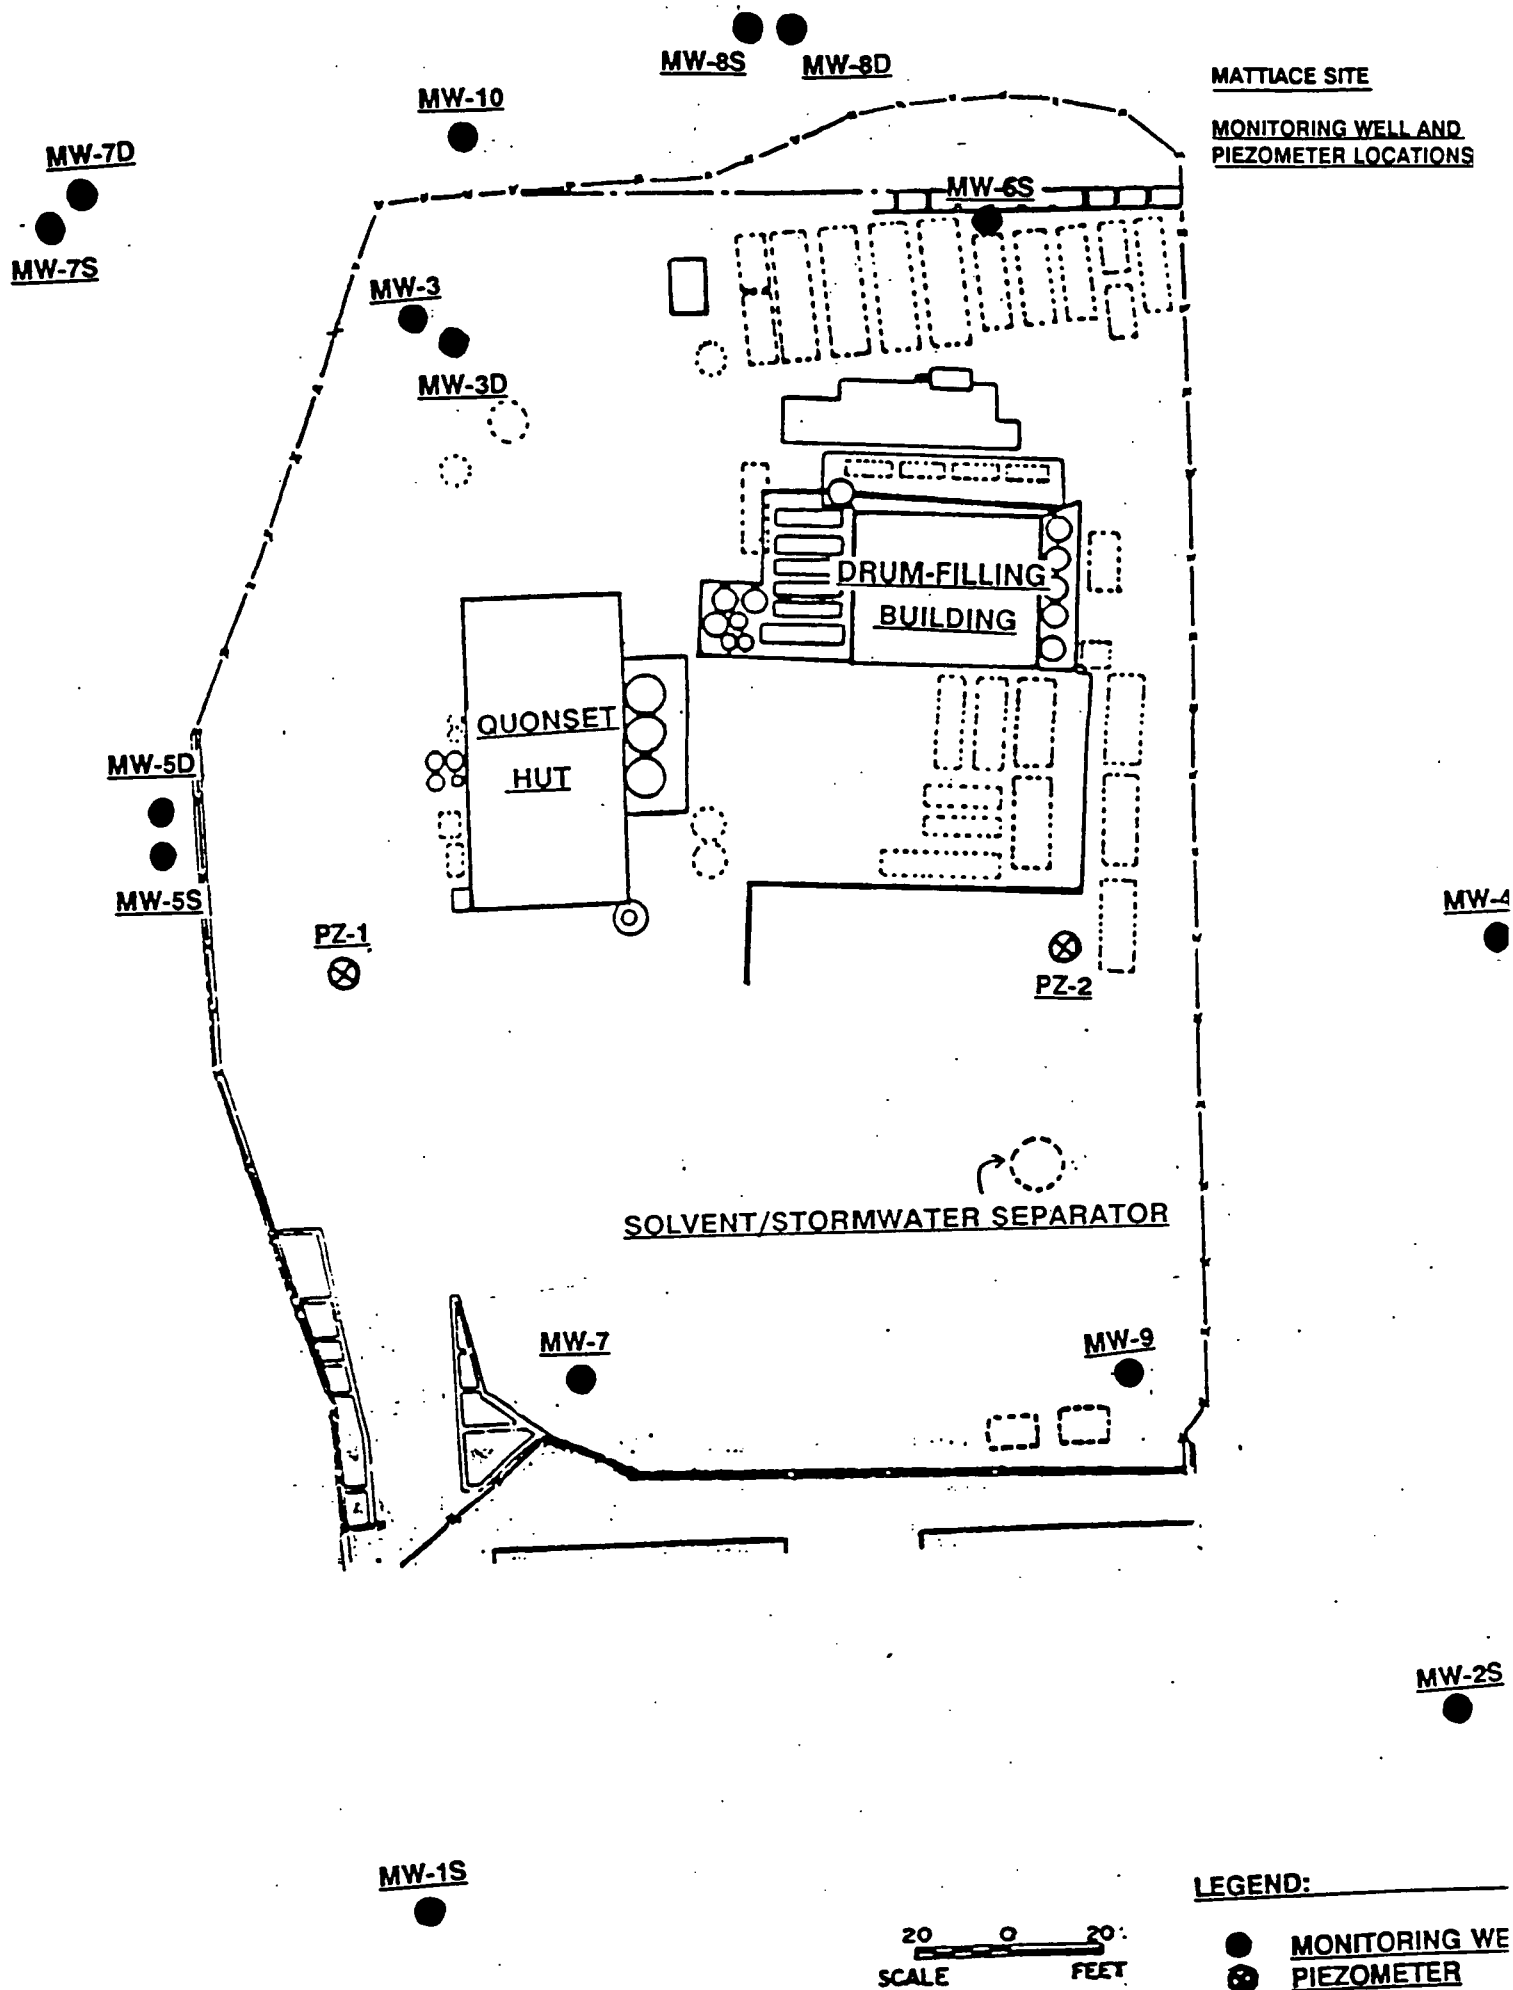 MW-8S
MW-8D
MATTIACE SITE
MW-10
MONITORING WELL AND
PIEZOMETER LOCATIONS
MW-7D
MW-6S
MW-7S
MW-3
MW-3D
DRUM-FILLING
BUILDING
QUONSET
HUT
MW-5D
MW-5S
MW-4
PZ-1
PZ-2
SOLVENT/STORMWATER SEPARATOR
MW-7
MW-9
MW-2S
MW-1S
LEGEND:
20 0 20
SCALE FEET
MONITORING WE
PIEZOMETER